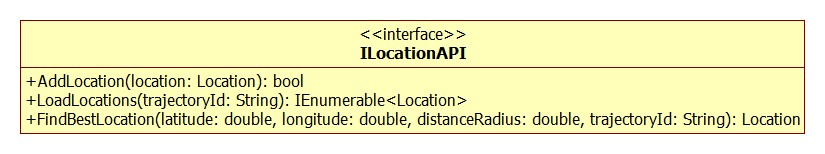 <<interface>>
ILocationAPI
+AddLocation(location: Location): bool
+LoadLocations(trajectoryId: String): IEnumerable<Location>
+FindBestLocation(latitude: double, longitude: double, distanceRadius: double, trajectoryId: String): Location